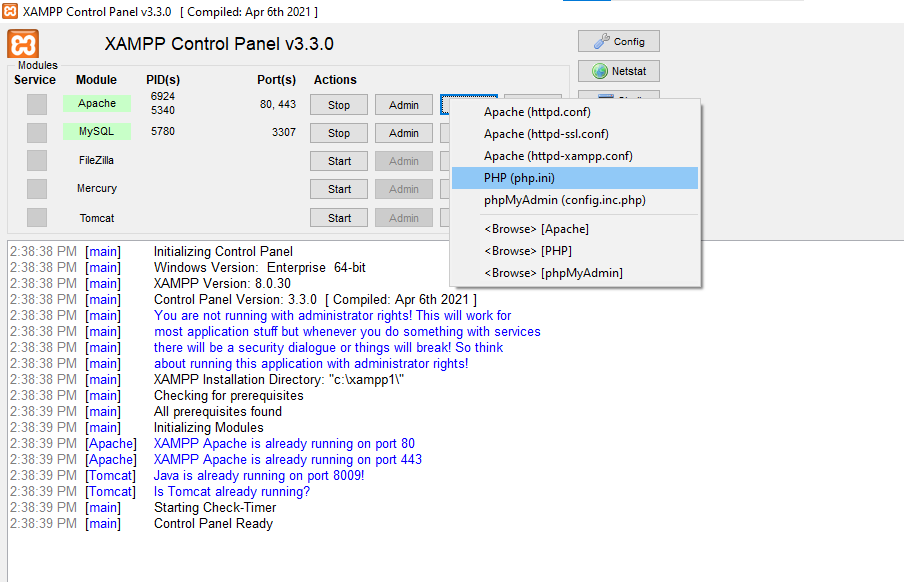 XAMPP Control Panel v3.3.0 [ Compiled: Apr 6th 2021 ]
XAMPP Control Panel v3.3.0
Config
Modules
Service Module PID(s) Port(s) Actions
Netstat
Apache 6924 5340 80, 443 Stop Admin
MySQL 5780 3307 Stop Admin
FileZilla Start Admin
Mercury Start Admin
Tomcat Start Admin
Apache (httpd.conf)
Apache (httpd-ssl.conf)
Apache (httpd-xampp.conf)
PHP (php.ini)
phpMyAdmin (config.inc.php)
<Browse> [Apache]
<Browse> [PHP]
<Browse> [phpMyAdmin]
2:38:38 PM [main] Initializing Control Panel
2:38:38 PM [main] Windows Version: Enterprise 64-bit
2:38:38 PM [main] XAMPP Version: 8.0.30
2:38:38 PM [main] Control Panel Version: 3.3.0 [ Compiled: Apr 6th 2021 ]
2:38:38 PM [main] You are not running with administrator rights! This will work for
2:38:38 PM [main] most application stuff but whenever you do something with services
2:38:38 PM [main] there will be a security dialogue or things will break! So think
2:38:38 PM [main] about running this application with administrator rights!
2:38:38 PM [main] XAMPP Installation Directory: "c:\xampp1\"
2:38:38 PM [main] Checking for prerequisites
2:38:39 PM [main] All prerequisites found
2:38:39 PM [main] Initializing Modules
2:38:39 PM [Apache] XAMPP Apache is already running on port 80
2:38:39 PM [Apache] XAMPP Apache is already running on port 443
2:38:39 PM [Tomcat] Java is already running on port 8009!
2:38:39 PM [Tomcat] Is Tomcat already running?
2:38:39 PM [main] Starting Check-Timer
2:38:39 PM [main] Control Panel Ready